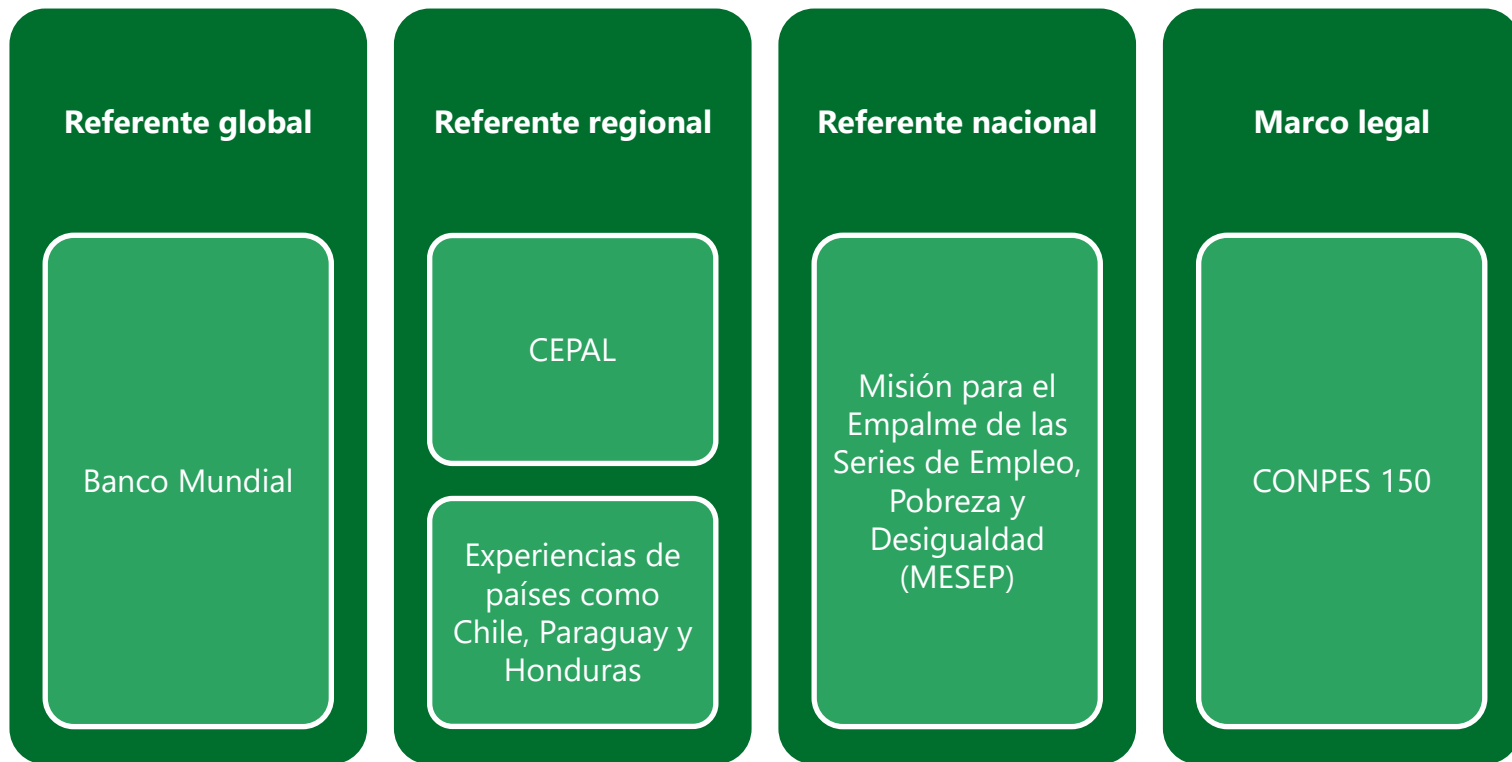 Referente global
Banco Mundial
Referente regional
CEPAL
Experiencias de
países como
Chile, Paraguay y
Honduras
Referente nacional
Misión para el
Empalme de las
Series de Empleo,
Pobreza y
Desigualdad
(MESEP)
Marco legal
CONPES 150